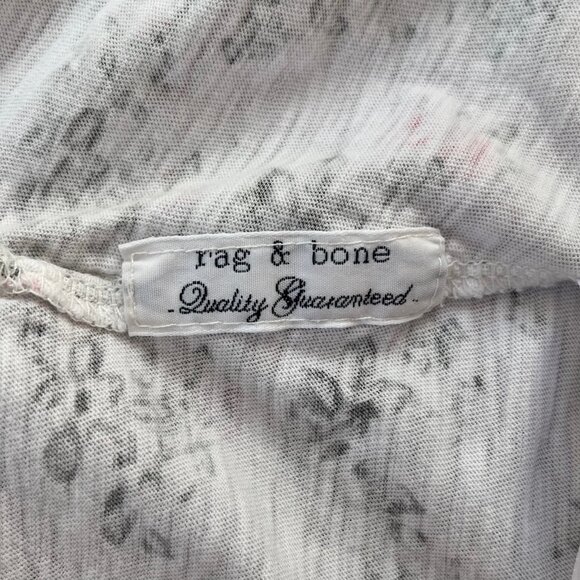 rag & bone
- Quality Guaranteed -